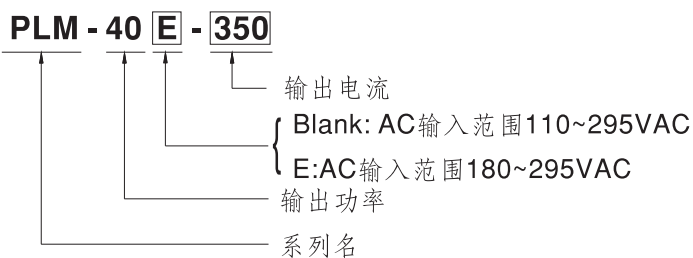 PLM - 40 E - 350
输出电流
Blank: AC输入范围110~295VAC
E:AC输入范围180~295VAC
输出功率
系列名